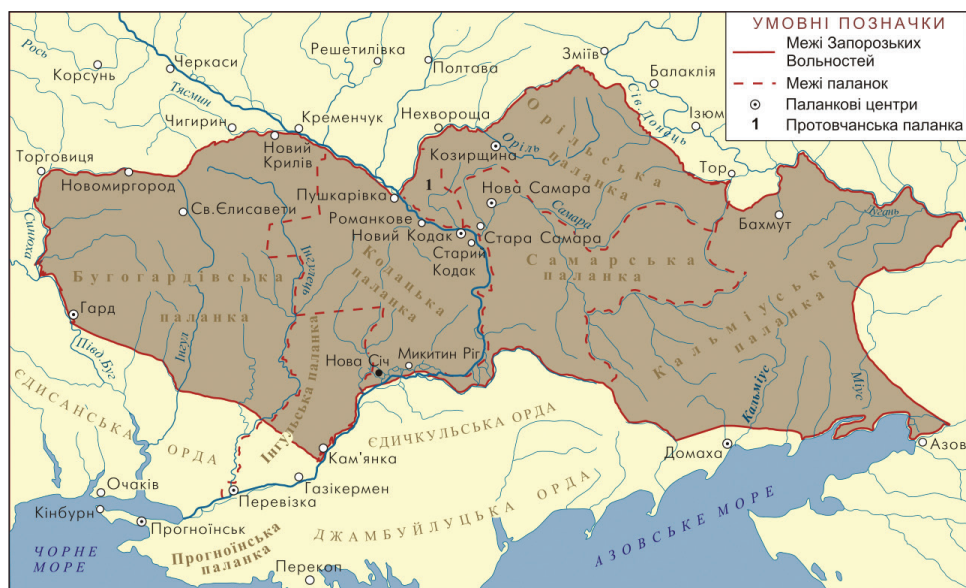 УМОВНІ ПОЗНАЧКИ
Межі Запорозьких
Вольностей
Межі паланок
Паланкові центри
1 Протовчанська паланка
Рось
Корсунь
Черкаси
Тясмин
Чигирин
Решетилівка
Полтава
Кременчук
Нехвороща
Зміїв
Балаклія
Сів. Донець
Ізюм
Тор
Торговиця
Новомиргород
Новий
Крилів
Козирщина
Оріль
Орільська
паланка
1
Пушкарівка
Нова Самара
Самара
Св.Єлисавети
Романкове
Новий Кодак
Стара Самара
Старий
Кодак
Бахмут
Лугань
Синюха
Інгулець
Бугогардівська
паланка
Кодацька
паланка
Самарська
паланка
Кальміуська
паланка
Гард
Півд.Буг
Інгул
Інгульська паланка
Нова Січ
Микитин Ріг
Кальміус
Міус
ЄДИСАНСЬКА
ОРДА
ЄДИЧКУЛЬСЬКА ОРДА
Кам'янка
Домаха
Азов
Очаків
Газікермен
Перевізка
Кінбурн
Прогноїнськ
Прогноїнська
паланка
ДЖАМБУЙЛУЦЬКА ОРДА
АЗОВСЬКЕ МОРЕ
ЧОРНЕ
МОРЕ
Перекоп